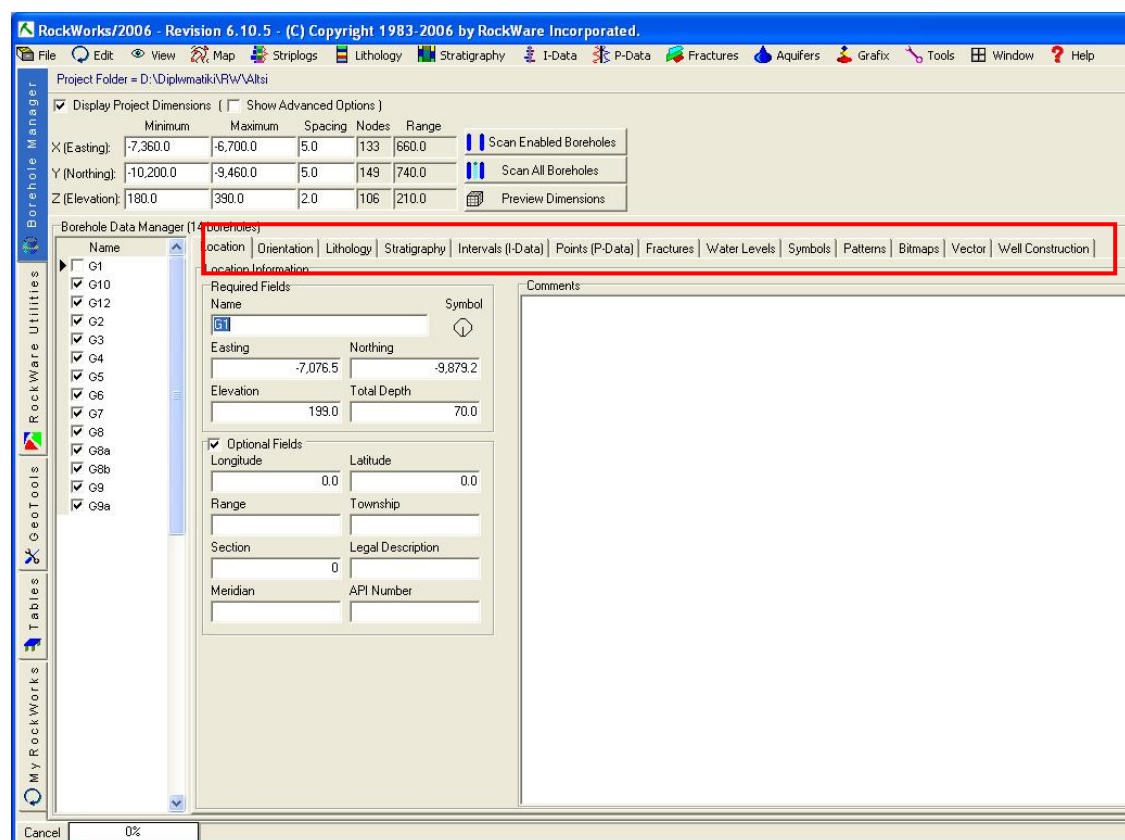 RockWorks/2006 - Revision 6.10.5 - (C) Copyright 1983-2006 by RockWare Incorporated.
File Edit View Map Striplogs Lithology Stratigraphy I-Data P-Data Fractures Aquifers Grafix Tools Window Help
Project Folder = D:\Diplwmatiki\RW\Altsi
Display Project Dimensions ( Show Advanced Options )
Minimum Maximum Spacing Nodes Range
X (Easting): -7,360.0 -6,700.0 5.0 133 660.0 Scan Enabled Boreholes
Y (Northing): -10,200.0 -9,460.0 5.0 149 740.0 Scan All Boreholes
Z (Elevation): 180.0 390.0 2.0 106 210.0 Preview Dimensions
Borehole Data Manager (14 boreholes)
Name
G1
G10
G12
G2
G3
G4
G5
G6
G7
G8
G8a
G8b
G9
G9a
Location Orientation Lithology Stratigraphy Intervals (I-Data) Points (P-Data) Fractures Water Levels Symbols Patterns Bitmaps Vector Well Construction
Location Information
Required Fields
Name Symbol
G1
Easting Northing
-7,076.5 -9,879.2
Elevation Total Depth
199.0 70.0
Optional Fields
Longitude Latitude
0.0 0.0
Range Township
Section Legal Description
0
Meridian API Number
Comments
Borehole Manager
RockWare Utilities
GeoTools
Tables
My RockWorks
Cancel 0%